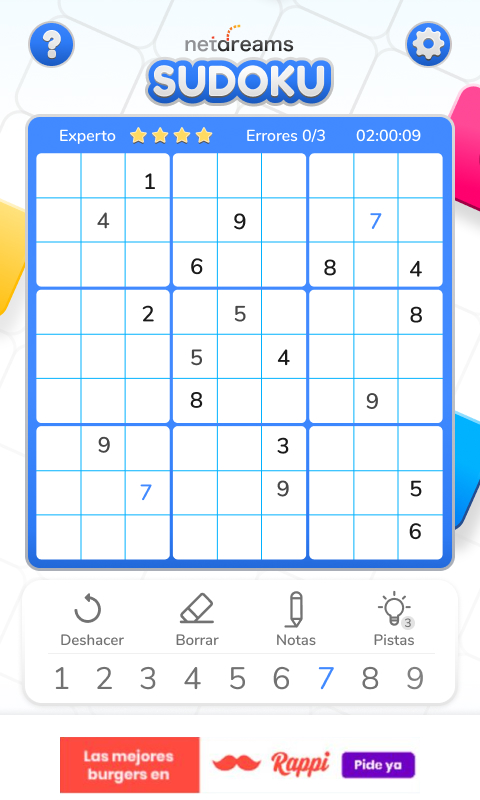 ?
netdreams
SUDOKU
Experto Errores 0/3 02:00:09
1
4 9 7
6 8 4
2 5 8
5 4
8 9
9 3
7 9 5
6
3
Deshacer Borrar Notas Pistas
1 2 3 4 5 6 7 8 9
Las mejores
burgers en
Rappi
Pide ya